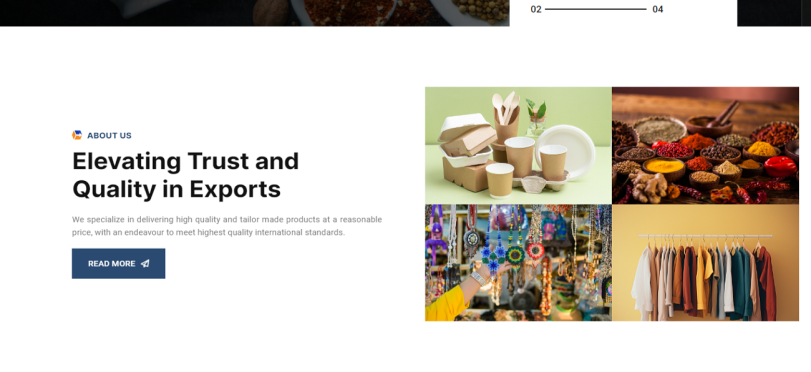 02 04
ABOUT US
Elevating Trust and
Quality in Exports
We specialize in delivering high quality and tailor made products at a reasonable
price, with an endeavour to meet highest quality international standards.
READ MORE